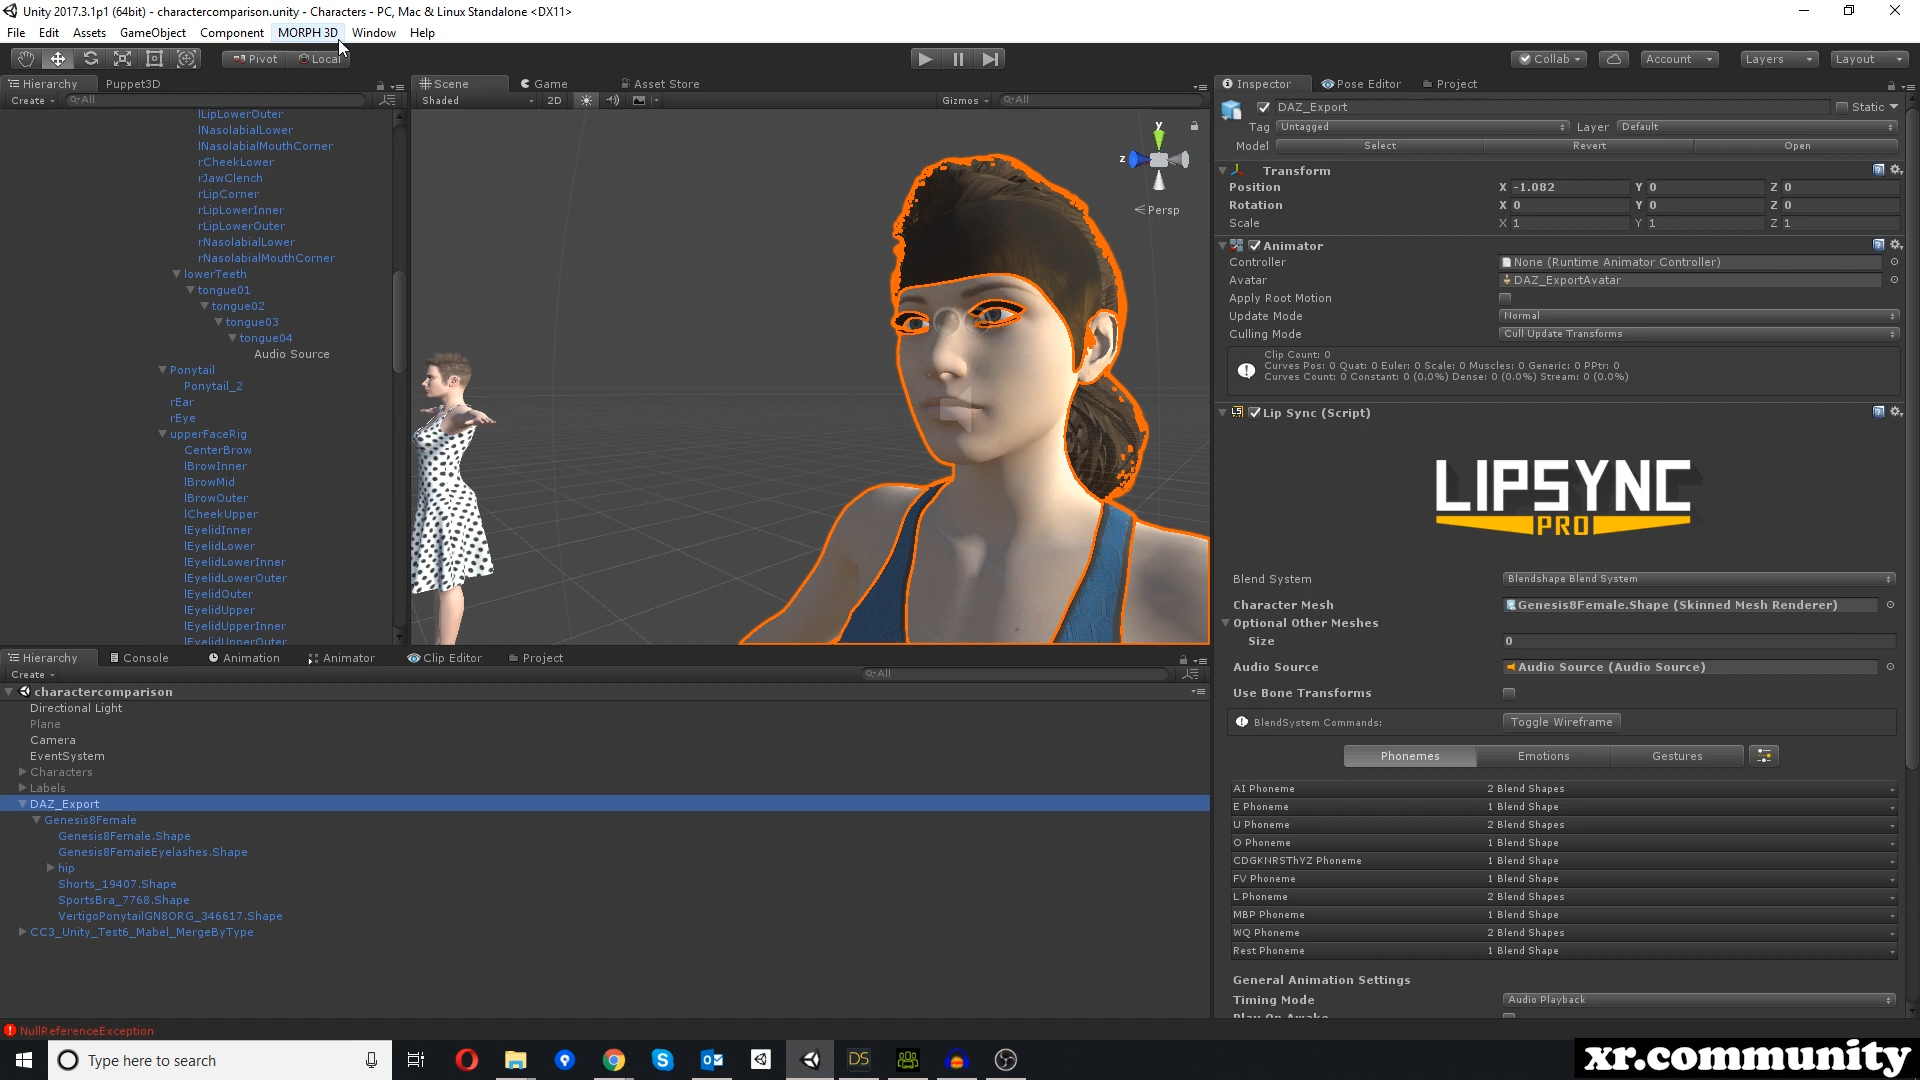 Unity 2017.3.1p1 (64bit) - charactercomparison.unity - Characters - PC, Mac & Linux Standalone <DX11>
File Edit Assets GameObject Component MORPH 3D Window Help
Pivot Local Collab Account Layers Layout
Hierarchy Puppet3D Scene Game Asset Store Inspector Pose Editor Project
Create All Shaded 2D Gizmos All
DAZ_Export Static
Tag Untagged Layer Default
Model Select Revert Open
lLipLowerOuter
lNasolabialLower
lNasolabialMouthCorner
rCheekLower
rJawClench
rLipCorner
rLipLowerInner
rLipLowerOuter
rNasolabialLower
rNasolabialMouthCorner
lowerTeeth
tongue01
tongue02
tongue03
tongue04
Audio Source
Ponytail
Ponytail_2
rEar
rEye
upperFaceRig
CenterBrow
lBrowInner
lBrowMid
lBrowOuter
lCheekUpper
lEyelidInner
lEyelidLower
lEyelidLowerInner
lEyelidLowerOuter
lEyelidOuter
lEyelidUpper
lEyelidUpperInner
lEyelidUpperOuter
y
z
Persp
Transform
Position X -1.082 Y 0 Z 0
Rotation X 0 Y 0 Z 0
Scale X 1 Y 1 Z 1
Animator
Controller None (Runtime Animator Controller)
Avatar DAZ_ExportAvatar
Apply Root Motion
Update Mode Normal
Culling Mode Cull Update Transforms
Clip Count: 0
Curves Pos: 0 Quat: 0 Euler: 0 Scale: 0 Muscles: 0 Generic: 0 PPtr: 0
Curves Count: 0 Constant: 0 (0.0%) Dense: 0 (0.0%) Stream: 0 (0.0%)
LS Lip Sync (Script)
LIPSYNC
PRO
Blend System Blendshape Blend System
Character Mesh Genesis8Female.Shape (Skinned Mesh Renderer)
Optional Other Meshes
Size 0
Audio Source Audio Source (Audio Source)
Use Bone Transforms
BlendSystem Commands: Toggle Wireframe
Phonemes Emotions Gestures
AI Phoneme 2 Blend Shapes
E Phoneme 1 Blend Shape
U Phoneme 2 Blend Shapes
O Phoneme 1 Blend Shape
CDGKNRSThYZ Phoneme 1 Blend Shape
FV Phoneme 1 Blend Shape
L Phoneme 2 Blend Shapes
MBP Phoneme 1 Blend Shape
WQ Phoneme 2 Blend Shapes
Rest Phoneme 1 Blend Shape
General Animation Settings
Timing Mode Audio Playback
Play On Awake
Hierarchy Console Animation Animator Clip Editor Project
Create All
charactercomparison
Directional Light
Plane
Camera
EventSystem
Characters
Labels
DAZ_Export
Genesis8Female
Genesis8Female.Shape
Genesis8FemaleEyelashes.Shape
hip
Shorts_19407.Shape
SportsBra_7768.Shape
VertigoPonytailGN8ORG_346617.Shape
CC3_Unity_Test6_Mabel_MergeByType
NullReferenceException
Type here to search
DS
xr.community